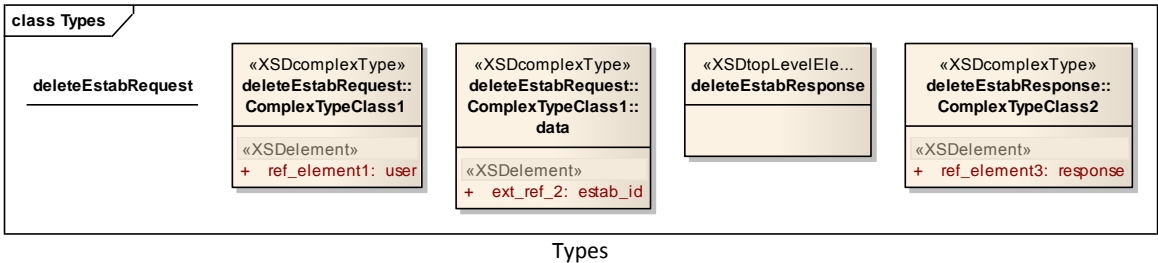 class Types
deleteEstabRequest
«XSDcomplexType»
deleteEstabRequest::
ComplexTypeClass1
«XSDelement»
+ ref_element1: user
«XSDcomplexType»
deleteEstabRequest::
ComplexTypeClass1::
data
«XSDelement»
+ ext_ref_2: estab_id
«XSDtopLevelEle...
deleteEstabResponse
«XSDcomplexType»
deleteEstabResponse::
ComplexTypeClass2
«XSDelement»
+ ref_element3: response
Types